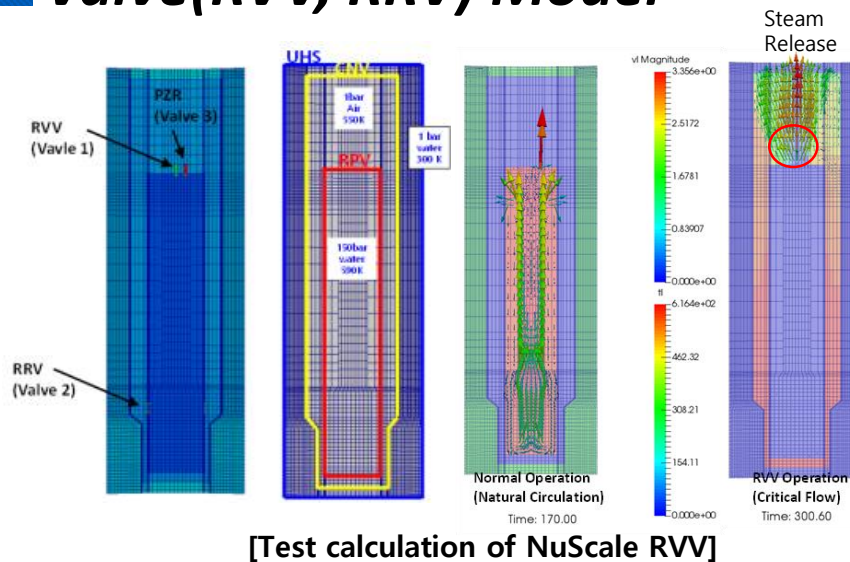 Valve(RVV, RRV) Model
Steam
Release
RVV
(Vavle 1)
PZR
(Valve 3)
RRV
(Valve 2)
UHS
CNV
1bar
Air
550K
1 bar
water
300 K
RPV
150bar
water
590K
Normal Operation
(Natural Circulation)
Time: 170.00
vl Magnitude
3.356e+00
2.5172
1.6781
0.83907
0.000e+00
tl
6.164e+02
462.32
308.21
154.11
0.000e+00
RVV Operation
(Critical Flow)
Time: 300.60
[Test calculation of NuScale RVV]